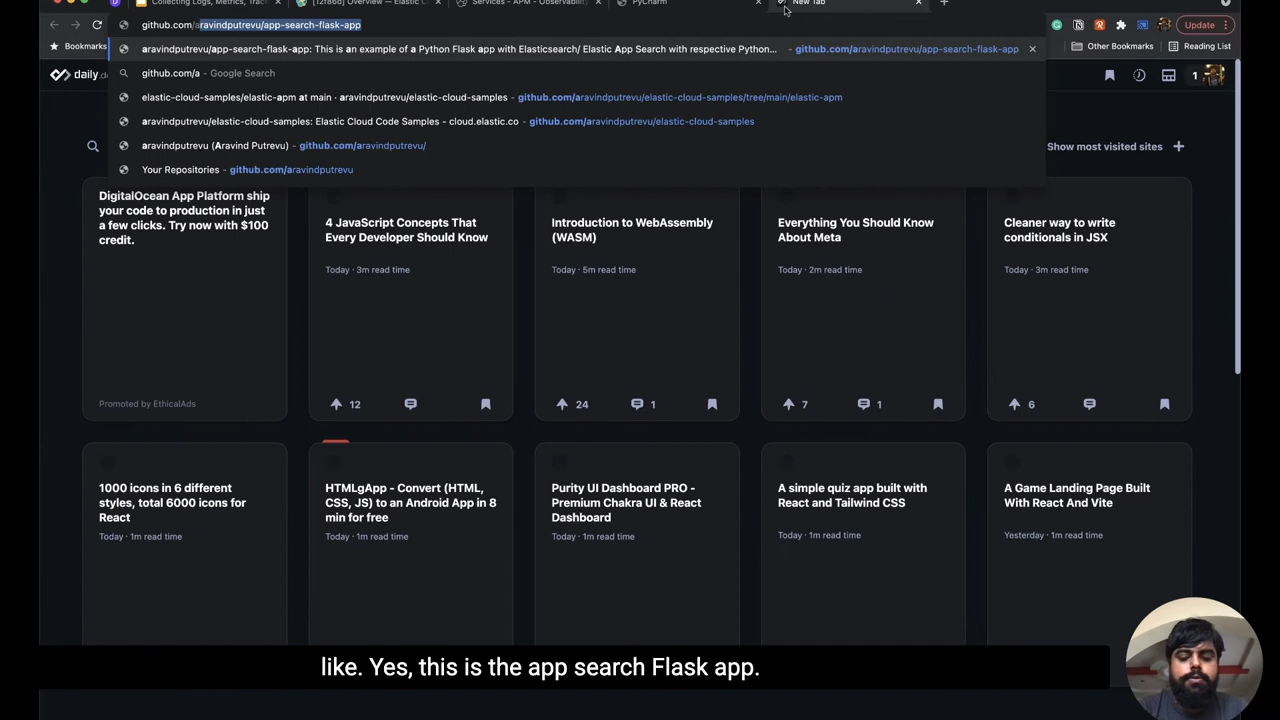 Collecting Logs, Metrics, Trac
[12f86d] Overview — Elastic C
Services - APM - Observability
PyCharm
New Tab
github.com/aravindputrevu/app-search-flask-app
Update
Bookmarks
aravindputrevu/app-search-flask-app: This is an example of a Python Flask app with Elasticsearch/ Elastic App Search with respective Python... - github.com/aravindputrevu/app-search-flask-app
Other Bookmarks
Reading List
github.com/a - Google Search
daily.d
1
elastic-cloud-samples/elastic-apm at main · aravindputrevu/elastic-cloud-samples - github.com/aravindputrevu/elastic-cloud-samples/tree/main/elastic-apm
aravindputrevu/elastic-cloud-samples: Elastic Cloud Code Samples - cloud.elastic.co - github.com/aravindputrevu/elastic-cloud-samples
aravindputrevu (Aravind Putrevu) - github.com/aravindputrevu/
Show most visited sites
Your Repositories - github.com/aravindputrevu
DigitalOcean App Platform ship
your code to production in just
a few clicks. Try now with $100
credit.
Promoted by EthicalAds
4 JavaScript Concepts That
Every Developer Should Know
Today · 3m read time
12
Introduction to WebAssembly
(WASM)
Today · 5m read time
24
1
Everything You Should Know
About Meta
Today · 2m read time
7
1
Cleaner way to write
conditionals in JSX
Today · 3m read time
6
1000 icons in 6 different
styles, total 6000 icons for
React
Today · 1m read time
HTMLgApp - Convert (HTML,
CSS, JS) to an Android App in 8
min for free
Today · 1m read time
Purity UI Dashboard PRO -
Premium Chakra UI & React
Dashboard
Today · 1m read time
A simple quiz app built with
React and Tailwind CSS
Today · 1m read time
A Game Landing Page Built
With React And Vite
Yesterday · 1m read time
like. Yes, this is the app search Flask app.